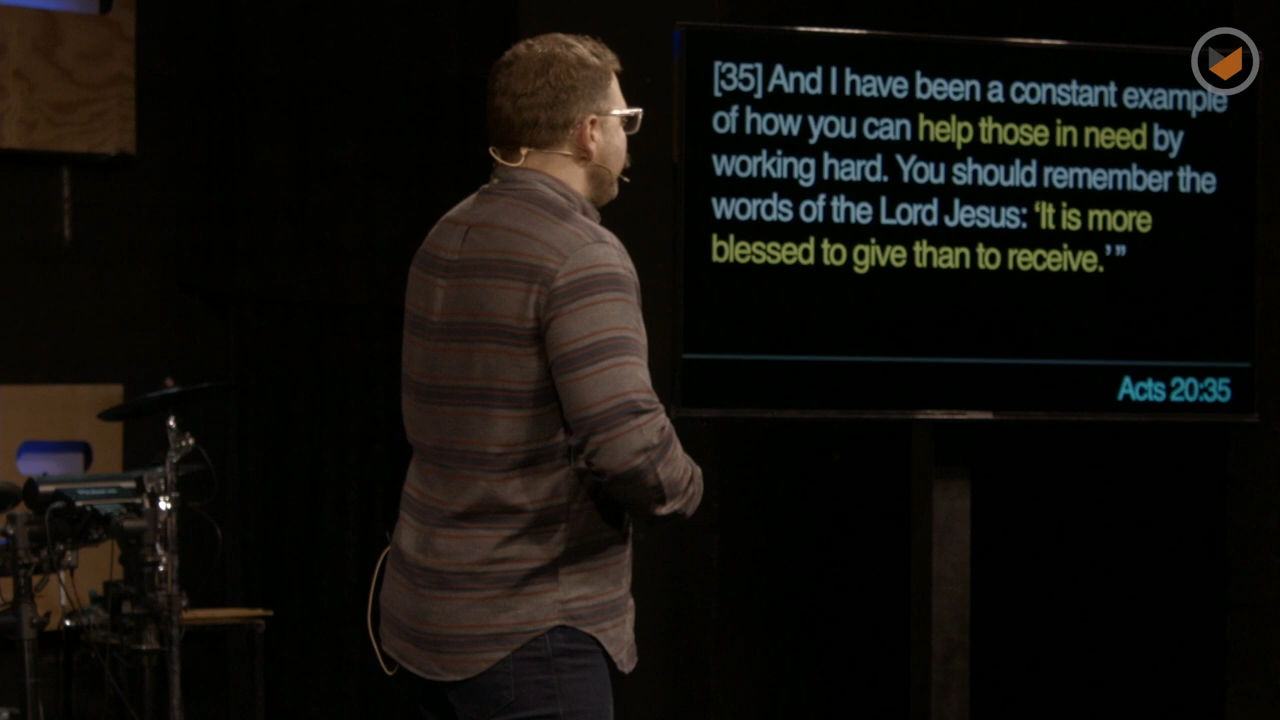 [35] And I have been a constant example
of how you can help those in need by
working hard. You should remember the
words of the Lord Jesus: ‘It is more
blessed to give than to receive.’ ”
Acts 20:35